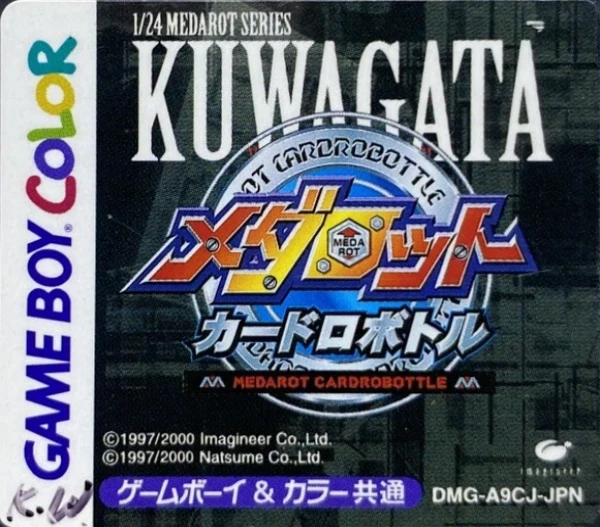 1/24 MEDAROT SERIES
KUWAGATA
OT CARDROBOTTLE
メダロット
MEDA
ROT
カードロボトル
MEDAROT CARDROBOTTLE
©1997/2000 Imagineer Co.,Ltd.
©1997/2000 Natsume Co.,Ltd.
ゲームボーイ & カラー共通
DMG-A9CJ-JPN
IMAGINEER
GAME BOY COLOR